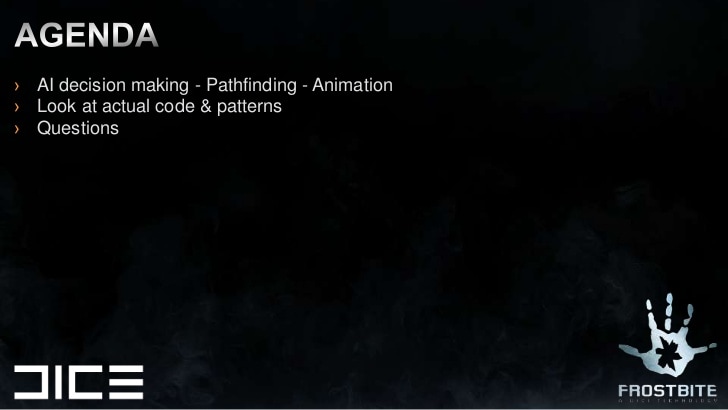 AGENDA
› AI decision making - Pathfinding - Animation
› Look at actual code & patterns
› Questions
DICE
FROSTBITE
A DICE TECHNOLOGY